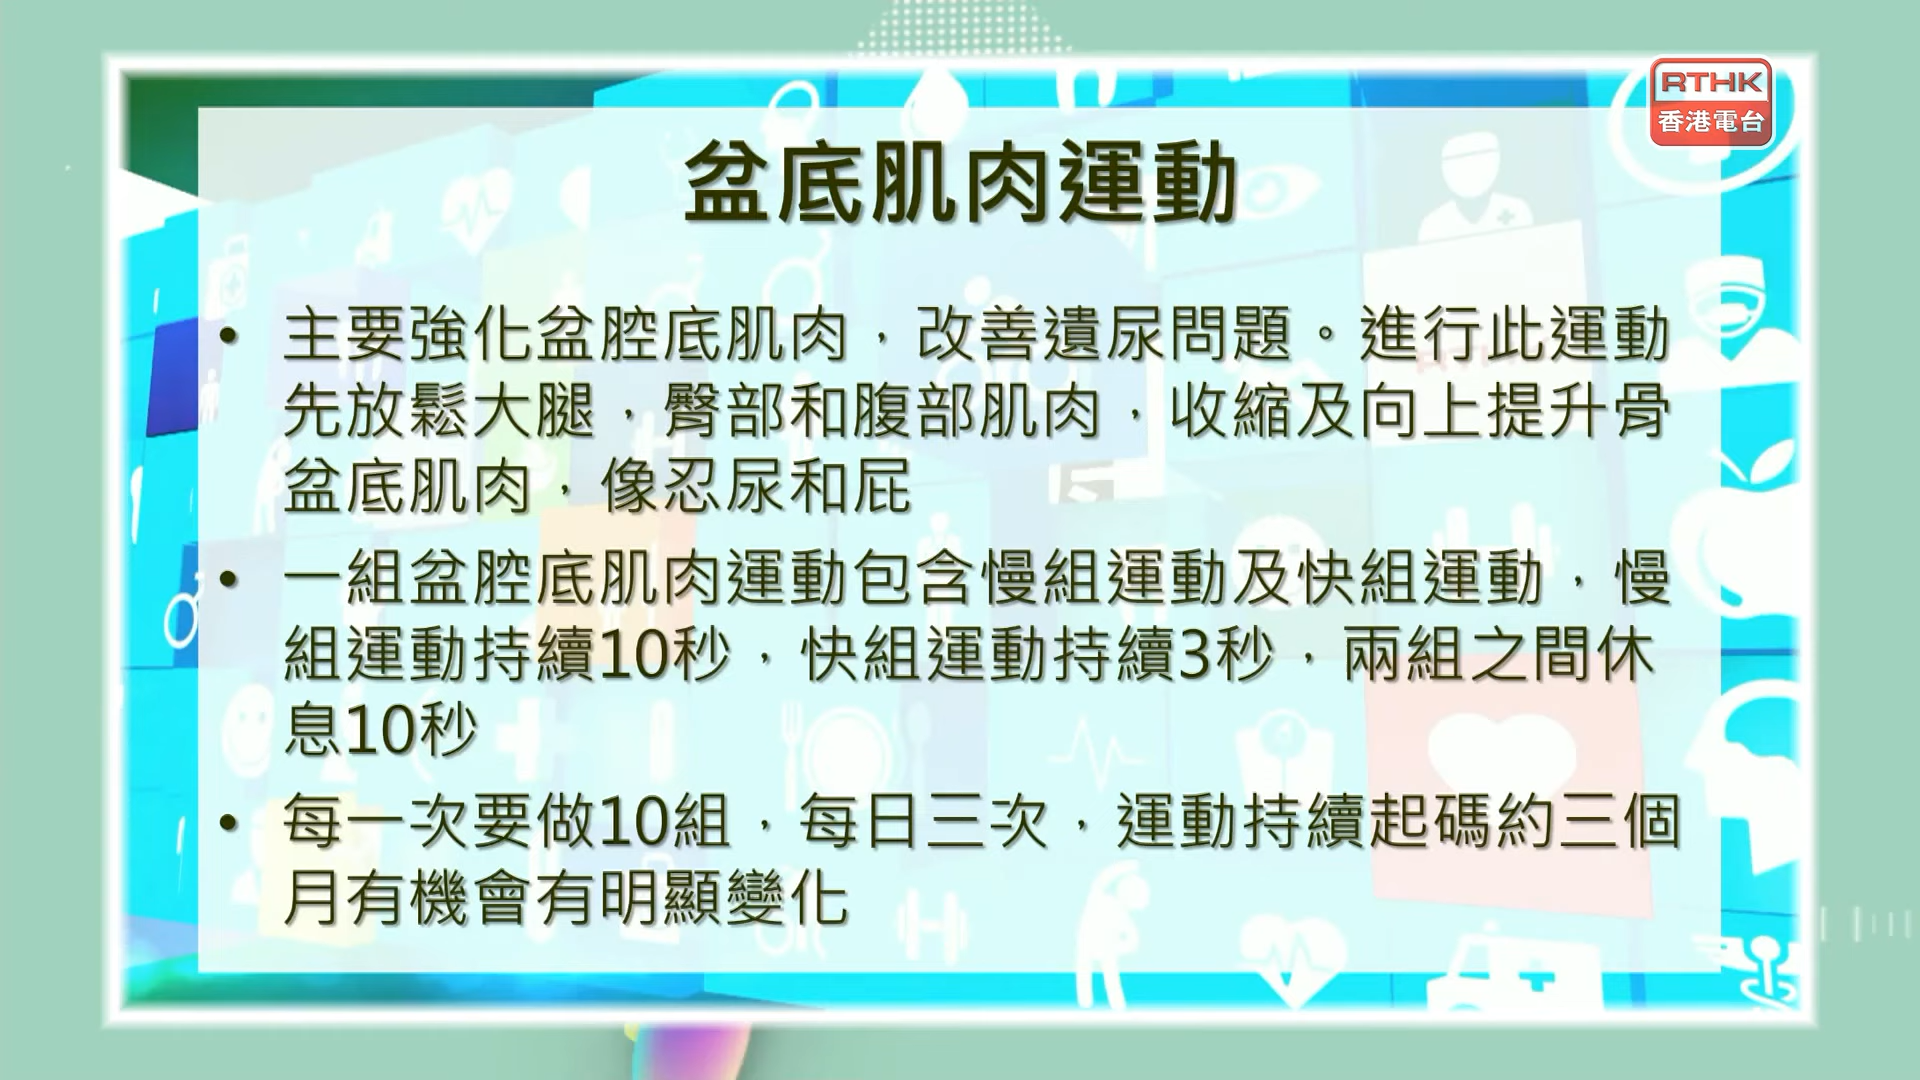 RTHK
香港電台
盆底肌肉運動
• 主要強化盆腔底肌肉，改善遺尿問題。進行此運動
先放鬆大腿，臀部和腹部肌肉，收縮及向上提升骨
盆底肌肉，像忍尿和屁
• 一組盆腔底肌肉運動包含慢組運動及快組運動，慢
組運動持續10秒，快組運動持續3秒，兩組之間休
息10秒
• 每一次要做10組，每日三次，運動持續起碼約三個
月有機會有明顯變化